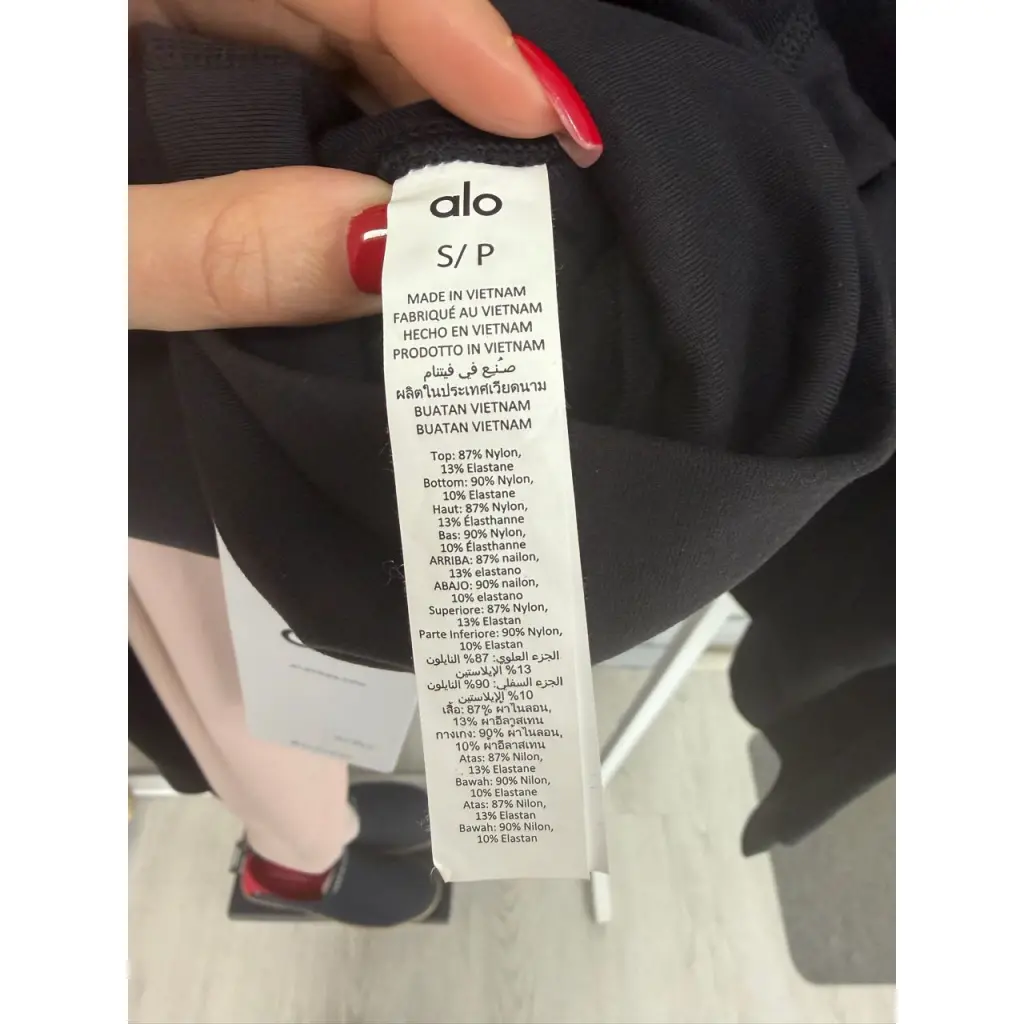 alo
S/ P
MADE IN VIETNAM
FABRIQUÉ AU VIETNAM
HECHO EN VIETNAM
PRODOTTO IN VIETNAM
صُنِع في فيتنام
ผลิตในประเทศเวียดนาม
BUATAN VIETNAM
BUATAN VIETNAM
Top: 87% Nylon,
13% Elastane
Bottom: 90% Nylon,
10% Elastane
Haut: 87% Nylon,
13% Élasthanne
Bas: 90% Nylon,
10% Élasthanne
ARRIBA: 87% nailon,
13% elastano
ABAJO: 90% nailon,
10% elastano
Superiore: 87% Nylon,
13% Elastan
Parte Inferiore: 90% Nylon,
10% Elastan
الجزء العلوي: 87% النايلون
13% الإيلاستين
الجزء السفلي: 90% النايلون
10% الإيلاستين
เสื้อ: 87% ผ้าไนลอน,
13% ผ้าอีลาสเทน
กางเกง: 90% ผ้าไนลอน,
10% ผ้าอีลาสเทน
Atas: 87% Nilon,
13% Elastane
Bawah: 90% Nilon,
10% Elastane
Atas: 87% Nilon,
13% Elastan
Bawah: 90% Nilon,
10% Elastan